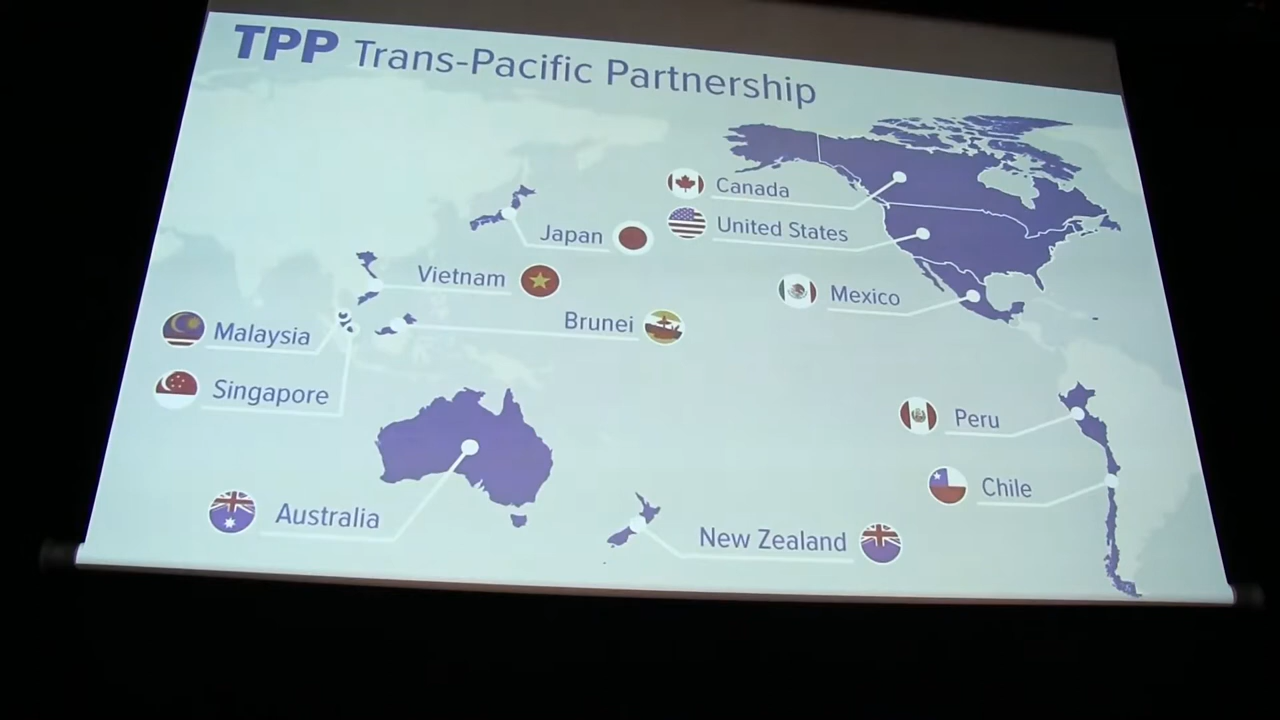 TPP Trans-Pacific Partnership
Canada
United States
Japan
Vietnam
Mexico
Brunei
Malaysia
Singapore
Peru
Chile
Australia
New Zealand